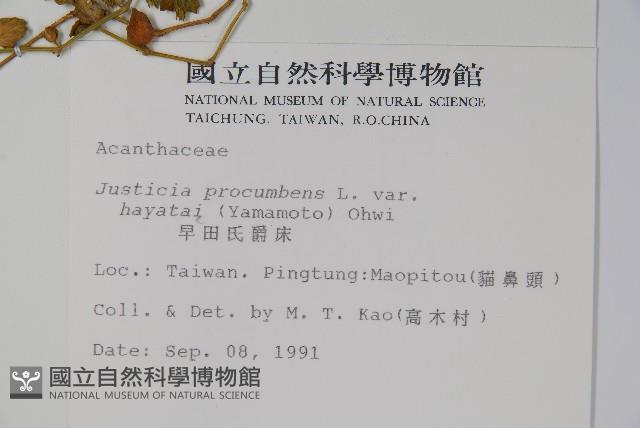 國立自然科學博物館
NATIONAL MUSEUM OF NATURAL SCIENCE
TAICHUNG, TAIWAN, R.O.CHINA
Acanthaceae
Justicia procumbens L. var.
hayatai (Yamamoto) Ohwi
早田氏爵床
Loc.: Taiwan. Pingtung:Maopitou(貓鼻頭)
Coll. & Det. by M. T. Kao(高木村)
Date: Sep. 08, 1991
國立自然科學博物館
NATIONAL MUSEUM OF NATURAL SCIENCE